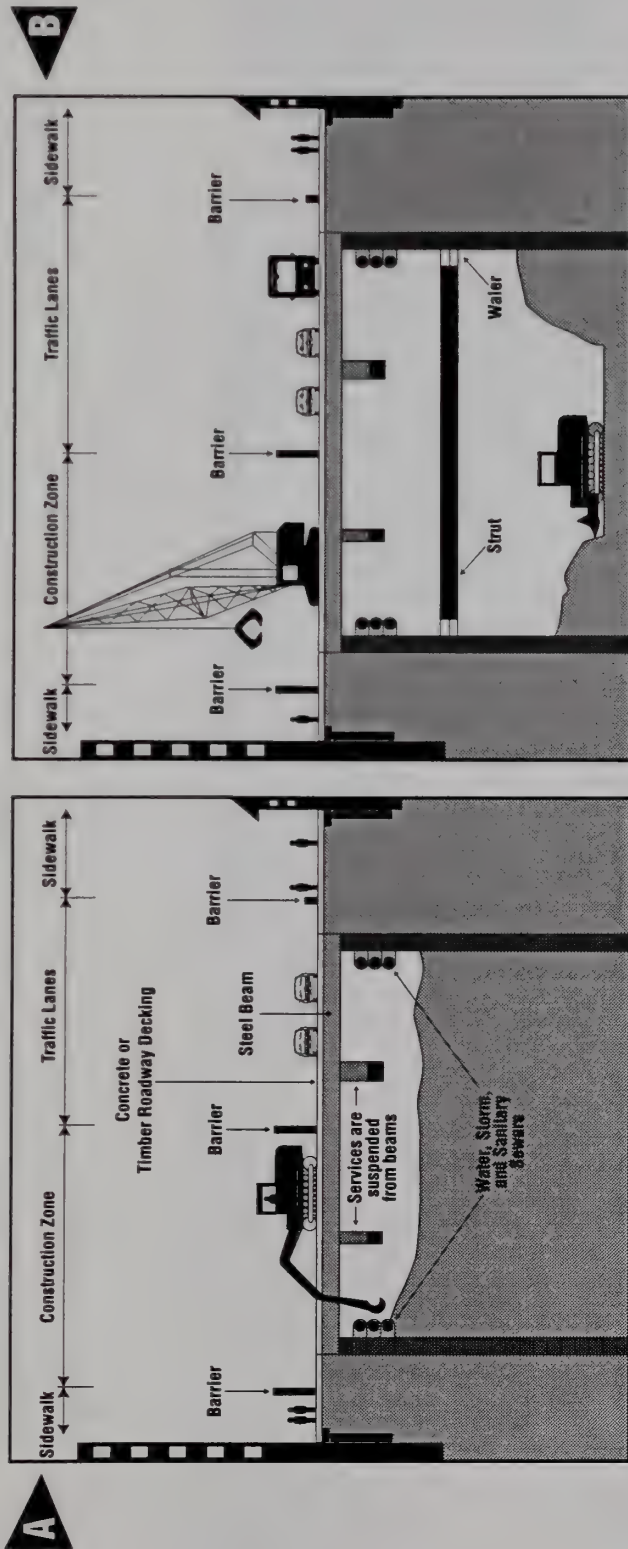 A
Sidewalk
Construction Zone
Traffic Lanes
Sidewalk
Concrete or
Timber Roadway Decking
Barrier
Barrier
Barrier
Steel Beam
Services are
suspended
from beams
Water, Storm,
and Sanitary
Sewers
B
Sidewalk
Construction Zone
Traffic Lanes
Sidewalk
Barrier
Barrier
Barrier
Strut
Waler